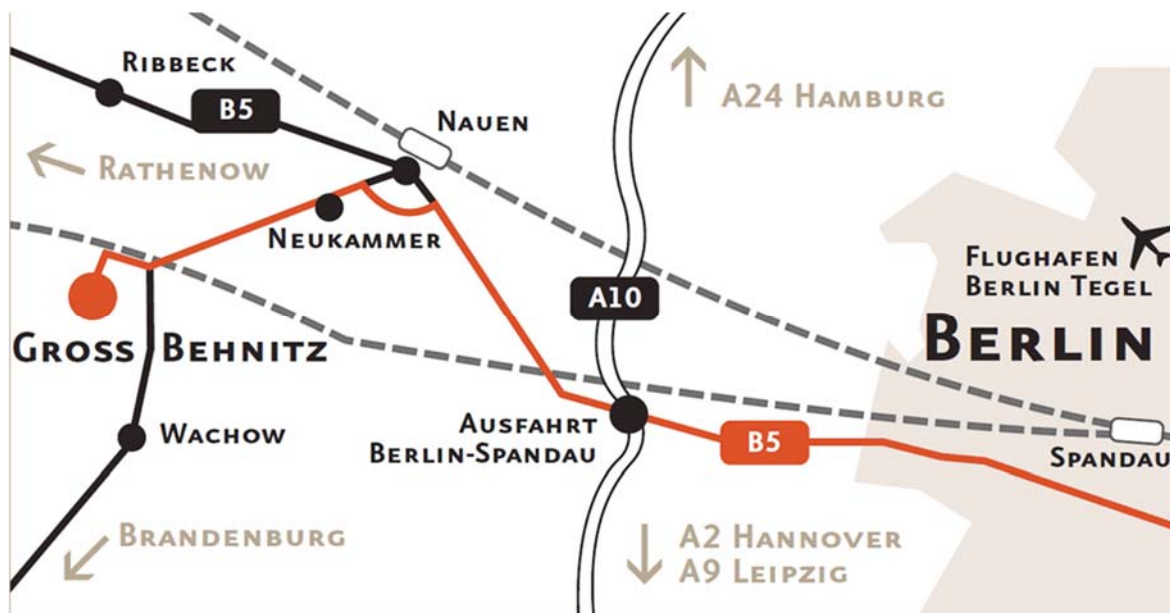 RIBBECK
B5
NAUEN
A24 HAMBURG
RATHENOW
NEUKAMMER
FLUGHAFEN
BERLIN TEGEL
A10
BERLIN
GROSS BEHNITZ
WACHOW
AUSFAHRT
BERLIN-SPANDAU
B5
SPANDAU
BRANDENBURG
A2 HANNOVER
A9 LEIPZIG